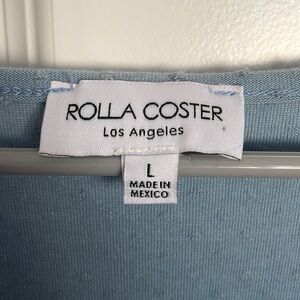 ROLLA COSTER
Los Angeles
L
MADE IN
MEXICO